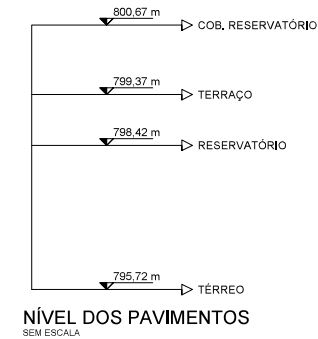 800,67 m
COB. RESERVATÓRIO
799,37 m
TERRAÇO
798,42 m
RESERVATÓRIO
795,72 m
TÉRREO
NÍVEL DOS PAVIMENTOS
SEM ESCALA